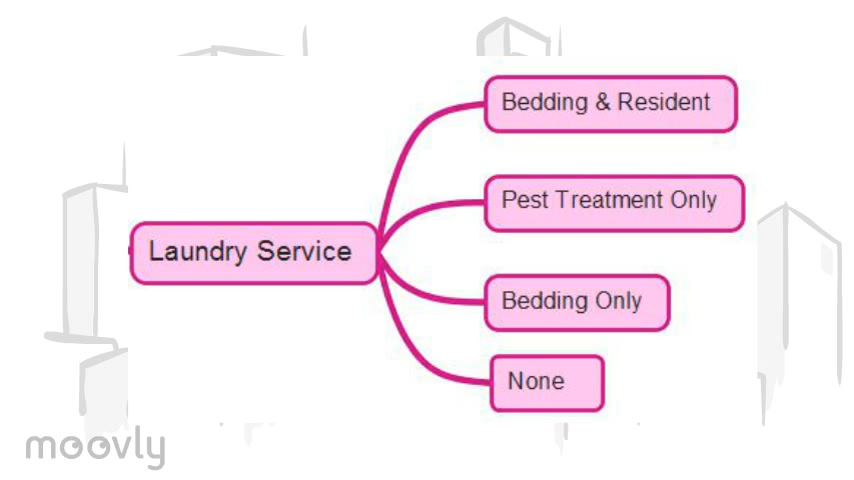 Bedding & Resident
Pest Treatment Only
Laundry Service
Bedding Only
None
moovly